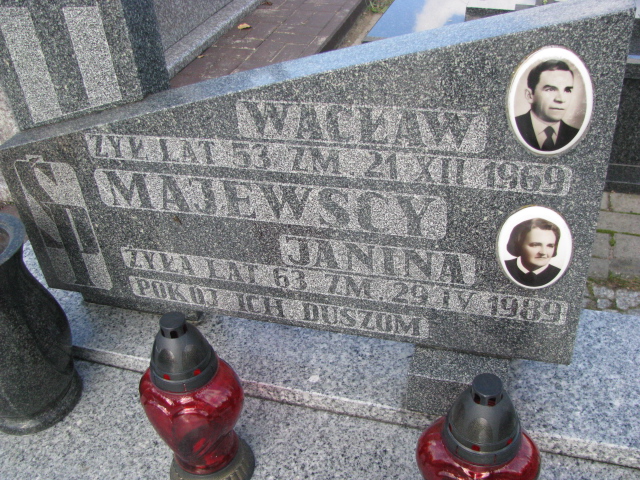 WACŁAW
ŻYŁ LAT 53 ZM. 21 XII 1969
ŚP
MAJEWSCY
JANINA
ŻYŁA LAT 63 ZM. 29 IV 1989
POKÓJ ICH DUSZOM